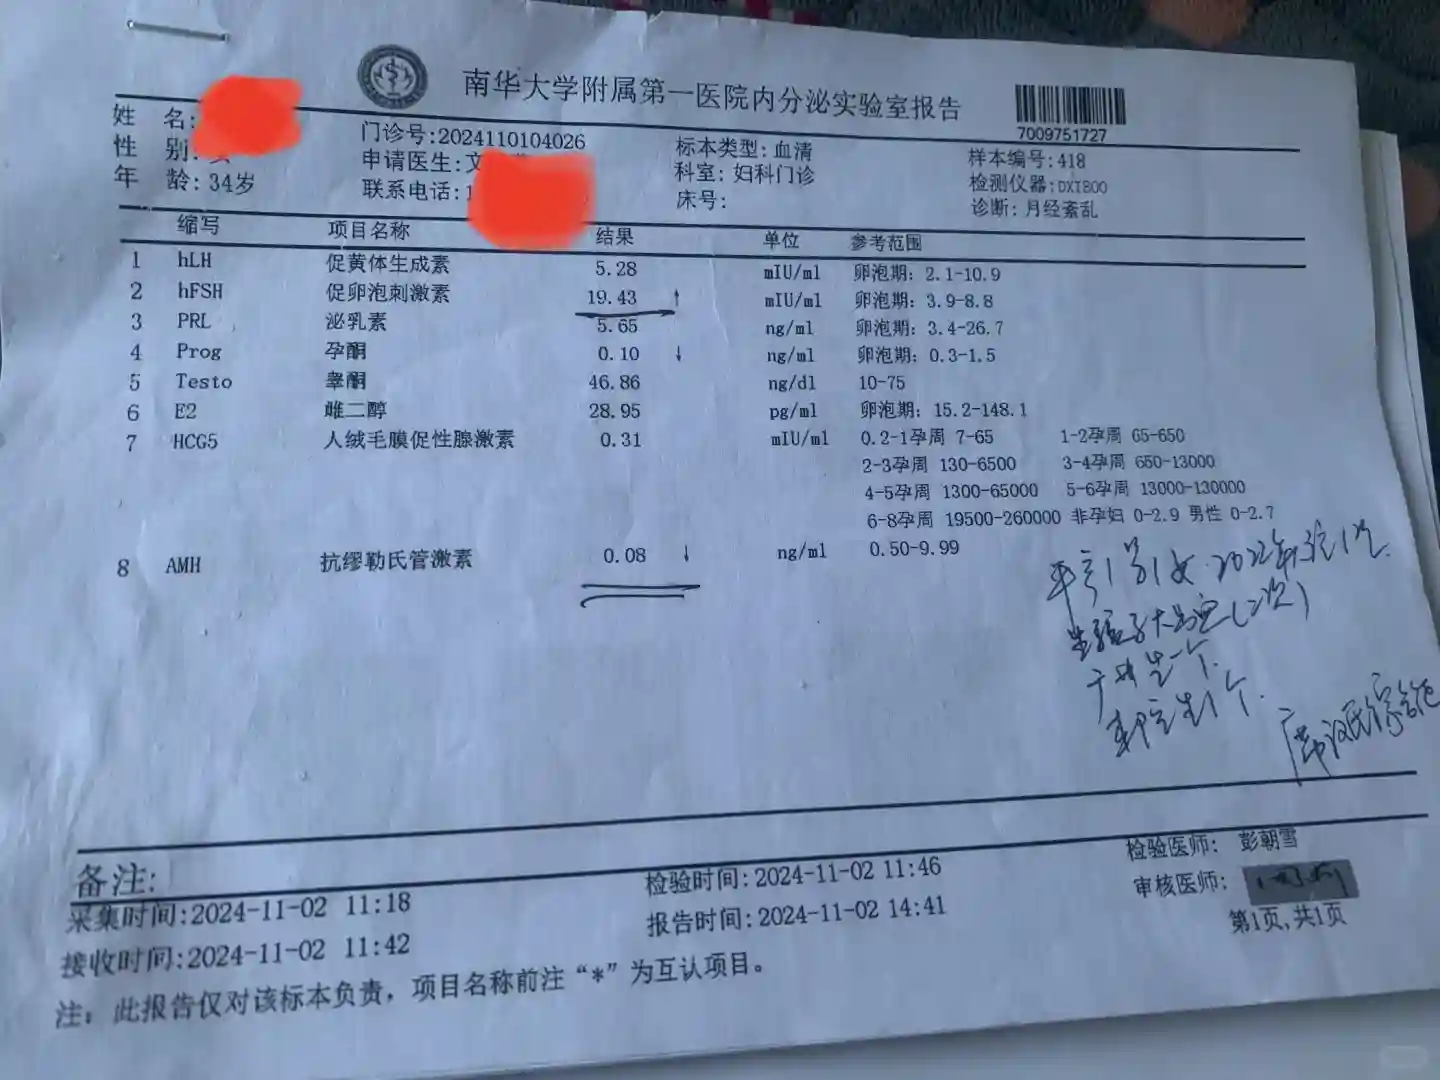 南华大学附属第一医院内分泌实验室报告
7009751727
姓 名:
门诊号:2024110104026
标本类型:血清
样本编号:418
性 别:
申请医生:文
科室: 妇科门诊
检测仪器:DXI800
年 龄: 34岁
联系电话:1
床号:
诊断: 月经紊乱
缩写 项目名称 结果 单位 参考范围
1 hLH 促黄体生成素 5.28 mIU/ml 卵泡期: 2.1-10.9
2 hFSH 促卵泡刺激素 19.43 ↑ mIU/ml 卵泡期: 3.9-8.8
3 PRL 泌乳素 5.65 ng/ml 卵泡期: 3.4-26.7
4 Prog 孕酮 0.10 ↓ ng/ml 卵泡期: 0.3-1.5
5 Testo 睾酮 46.86 ng/dl 10-75
6 E2 雌二醇 28.95 pg/ml 卵泡期: 15.2-148.1
7 HCG5 人绒毛膜促性腺激素 0.31 mIU/ml 0.2-1孕周 7-65 1-2孕周 65-650
2-3孕周 130-6500 3-4孕周 650-13000
4-5孕周 1300-65000 5-6孕周 13000-130000
6-8孕周 19500-260000 非孕妇 0-2.9 男性 0-2.7
8 AMH 抗缪勒氏管激素 0.08 ↓ ng/ml 0.50-9.99
2022年 1次.
(2次)
生一个.
生1个.
备注:
采集时间:2024-11-02 11:18
检验时间:2024-11-02 11:46
检验医师: 彭朝雪
接收时间:2024-11-02 11:42
报告时间:2024-11-02 14:41
审核医师:
第1页,共1页
注: 此报告仅对该标本负责, 项目名称前注“*”为互认项目。